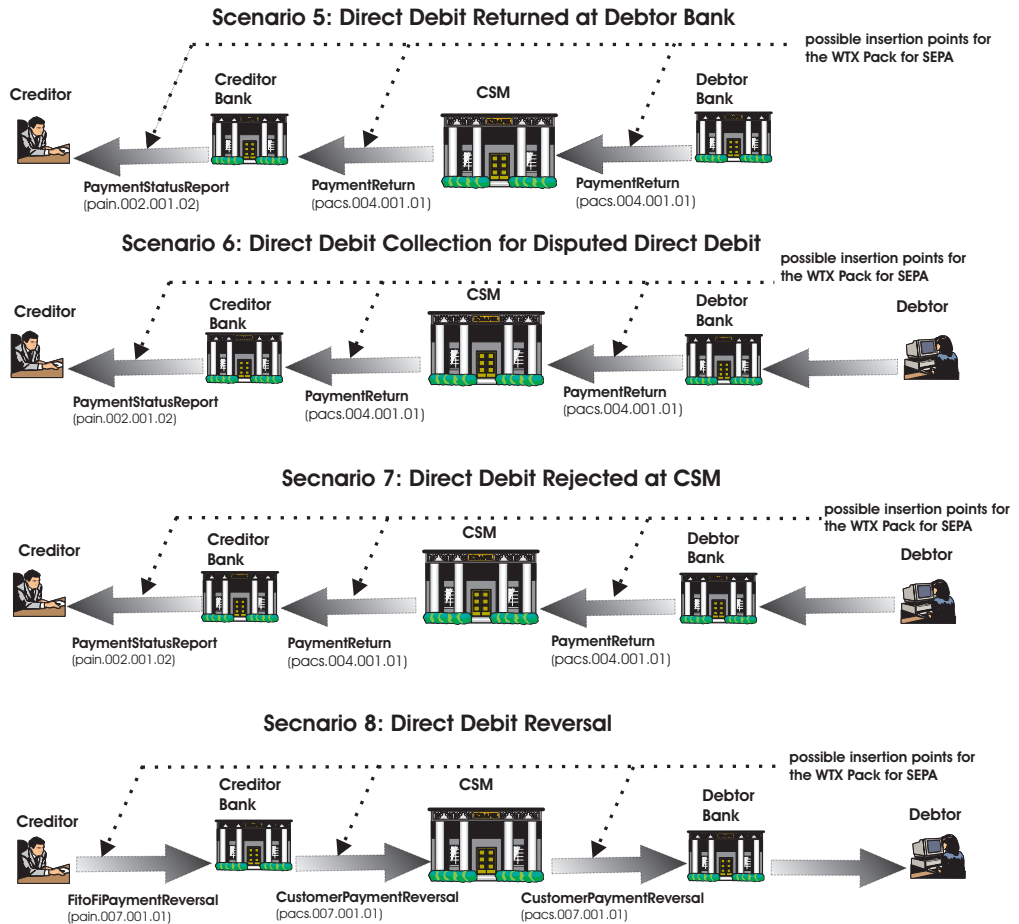 Scenario 5: Direct Debit Returned at Debtor Bank
possible insertion points for
the WTX Pack for SEPA
Creditor
Creditor
Bank
CSM
Debtor
Bank
PaymentStatusReport
(pain.002.001.02)
PaymentReturn
(pacs.004.001.01)
PaymentReturn
(pacs.004.001.01)
Scenario 6: Direct Debit Collection for Disputed Direct Debit
possible insertion points for
the WTX Pack for SEPA
Creditor
Creditor
Bank
CSM
Debtor
Bank
Debtor
PaymentStatusReport
(pain.002.001.02)
PaymentReturn
(pacs.004.001.01)
PaymentReturn
(pacs.004.001.01)
Secnario 7: Direct Debit Rejected at CSM
possible insertion points for
the WTX Pack for SEPA
Creditor
Creditor
Bank
CSM
Debtor
Bank
Debtor
PaymentStatusReport
(pain.002.001.02)
PaymentReturn
(pacs.004.001.01)
PaymentReturn
(pacs.004.001.01)
Secnario 8: Direct Debit Reversal
possible insertion points for
the WTX Pack for SEPA
Creditor
Creditor
Bank
CSM
Debtor
Bank
Debtor
FitoFiPaymentReversal
(pain.007.001.01)
CustomerPaymentReversal
(pacs.007.001.01)
CustomerPaymentReversal
(pacs.007.001.01)